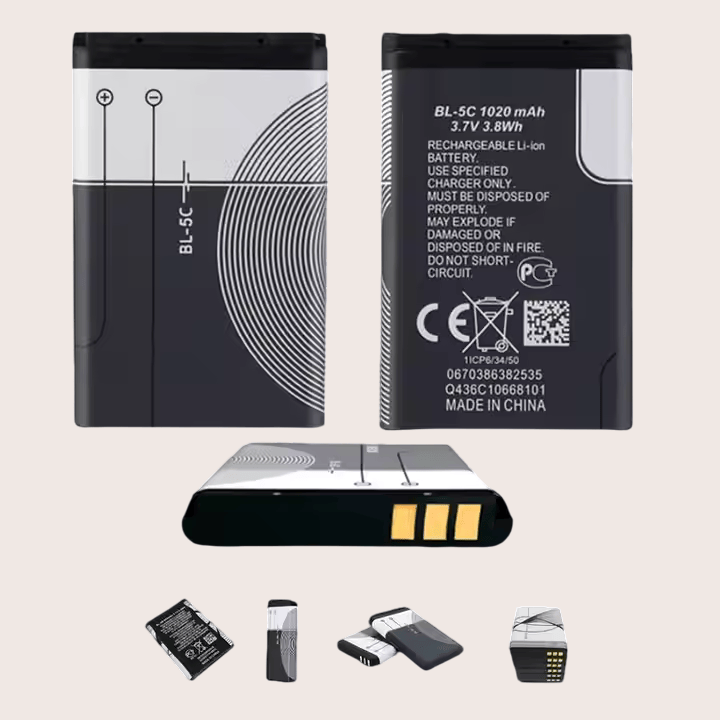 BL-5C
BL-5C 1020 mAh
3.7V 3.8Wh
RECHARGEABLE Li-ion
BATTERY.
USE SPECIFIED
CHARGER ONLY.
MUST BE DISPOSED OF
PROPERLY.
MAY EXPLODE IF
DAMAGED OR
DISPOSED OF IN FIRE.
DO NOT SHORT-
CIRCUIT.
CE
1ICP6/34/50
0670386382535
Q436C10668101
MADE IN CHINA